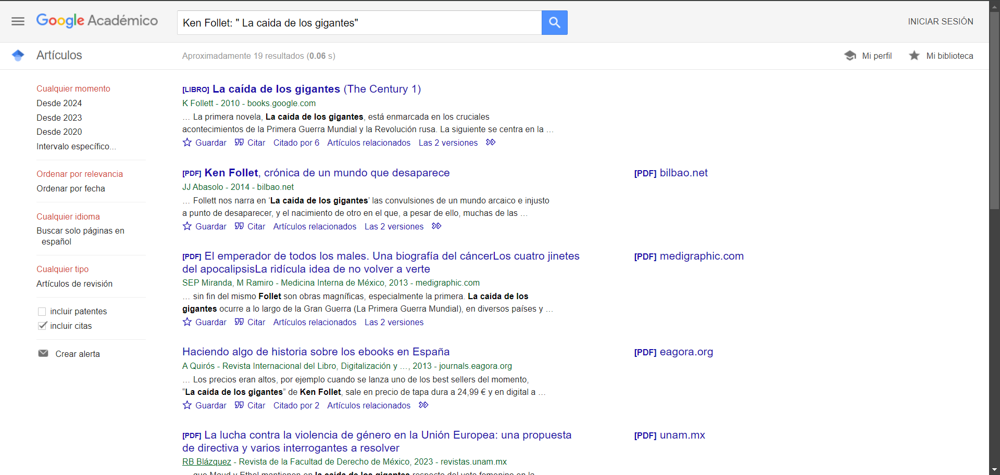 Google Académico
Ken Follet: " La caida de los gigantes"
INICIAR SESIÓN
Artículos
Aproximadamente 19 resultados (0.06 s)
Mi perfil
Mi biblioteca
Cualquier momento
Desde 2024
Desde 2023
Desde 2020
Intervalo específico...
Ordenar por relevancia
Ordenar por fecha
Cualquier idioma
Buscar solo páginas en
español
Cualquier tipo
Artículos de revisión
incluir patentes
incluir citas
Crear alerta
[LIBRO] La caída de los gigantes (The Century 1)
K Follett - 2010 - books.google.com
… La primera novela, La caída de los gigantes, está enmarcada en los cruciales
acontecimientos de la Primera Guerra Mundial y la Revolución rusa. La siguiente se centra en la …
Guardar Citar Citado por 6 Artículos relacionados Las 2 versiones
[PDF] Ken Follet, crónica de un mundo que desaparece
[PDF] bilbao.net
JJ Abasolo - 2014 - bilbao.net
… Follett nos narra en ‘La caída de los gigantes’ las convulsiones de un mundo arcaico e injusto
a punto de desaparecer, y el nacimiento de otro en el que, a pesar de ello, muchas de las …
Guardar Citar Artículos relacionados Las 2 versiones
[PDF] El emperador de todos los males. Una biografía del cáncerLos cuatro jinetes
del apocalipsisLa ridícula idea de no volver a verte
[PDF] medigraphic.com
SEP Miranda, M Ramiro - Medicina Interna de México, 2013 - medigraphic.com
… sin fin del mismo Follet son obras magníficas, especialmente la primera. La caída de los
gigantes ocurre a lo largo de la Gran Guerra (La Primera Guerra Mundial), en diversos países y …
Guardar Citar Artículos relacionados Las 2 versiones
Haciendo algo de historia sobre los ebooks en España
[PDF] eagora.org
A Quirós - Revista Internacional del Libro, Digitalización y …, 2013 - journals.eagora.org
… Los precios eran altos, por ejemplo cuando se lanza uno de los best sellers del momento,
“La caída de los gigantes” de Ken Follet, sale en precio de tapa dura a 24,99 € y en digital a …
Guardar Citar Citado por 2 Artículos relacionados
[PDF] La lucha contra la violencia de género en la Unión Europea: una propuesta
de directiva y varios interrogantes a resolver
[PDF] unam.mx
RB Blázquez - Revista de la Facultad de Derecho de México, 2023 - revistas.unam.mx
… que Maud y Ethel mantienen en la caída de los gigantes respecto del voto femenino en la